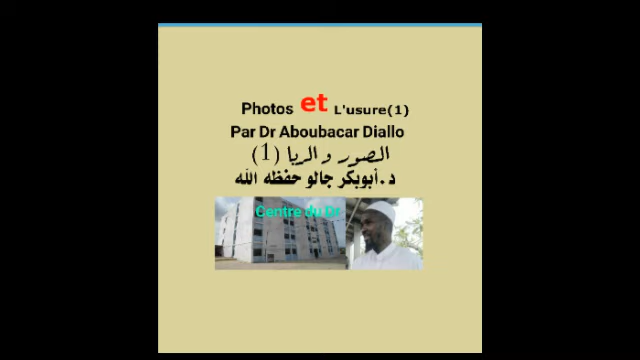 Photos et L'usure(1)
Par Dr Aboubacar Diallo
الصور و الربا (1)
د.أبوبكر جالو حفظه الله
Centre du Dr